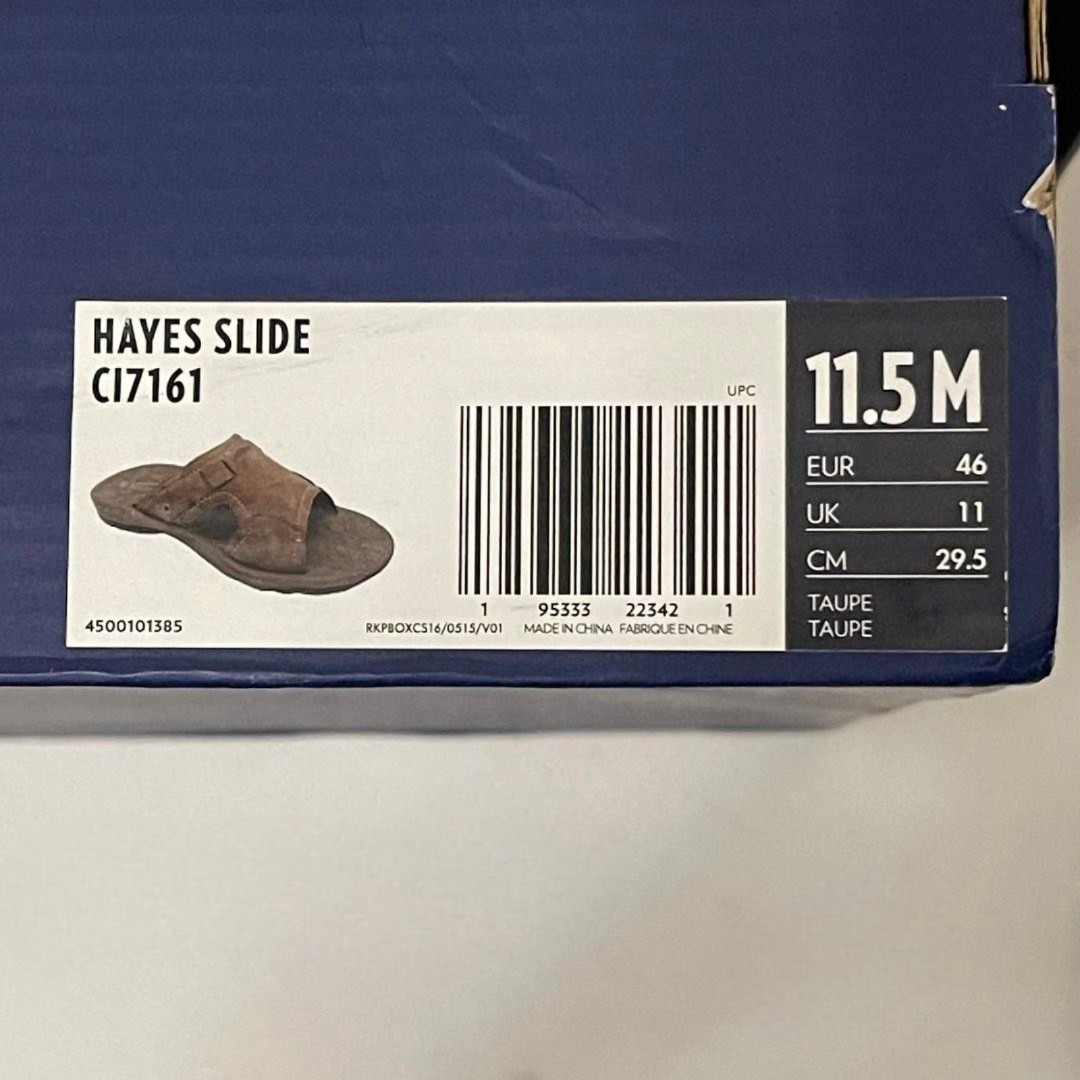 HAYES SLIDE
CI7161
UPC
1 95333 22342 1
4500101385
RKPBOXCS16/0515/V01 MADE IN CHINA FABRIQUE EN CHINE
11.5 M
EUR 46
UK 11
CM 29.5
TAUPE
TAUPE